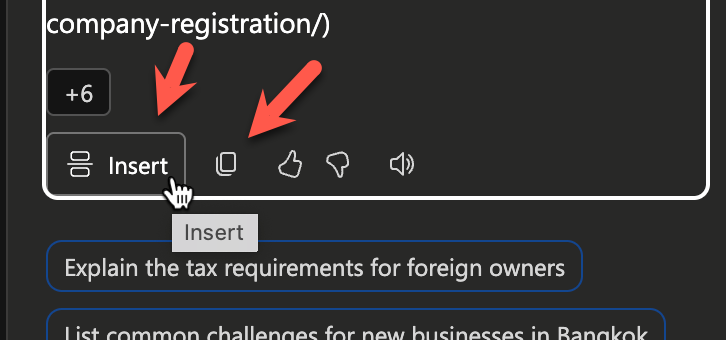 company-registration/)
+6
Insert
Insert
Explain the tax requirements for foreign owners
List common challenges for new businesses in Bangkok